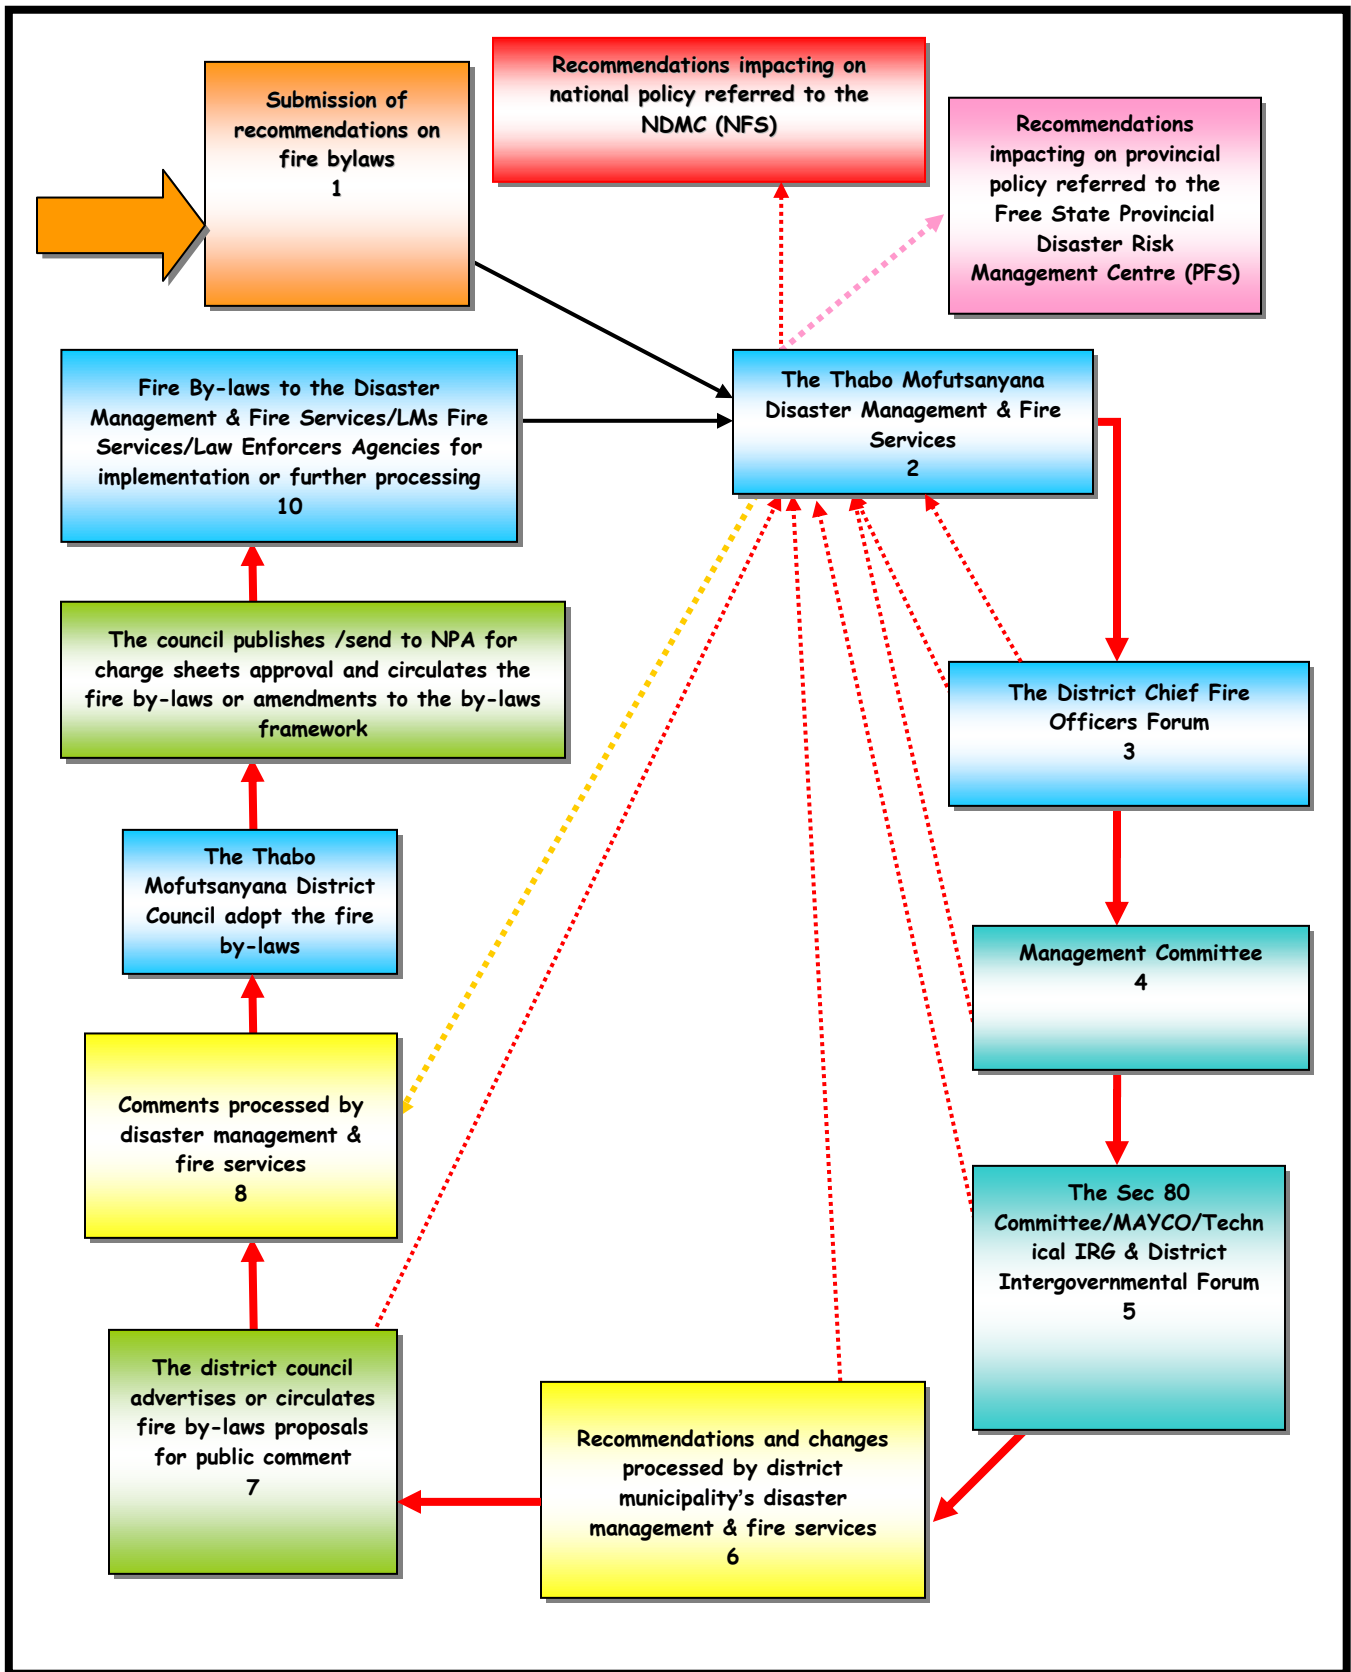 Submission of
recommendations on
fire bylaws
1
Recommendations impacting on
national policy referred to the
NDMC (NFS)
Recommendations
impacting on provincial
policy referred to the
Free State Provincial
Disaster Risk
Management Centre (PFS)
Fire By-laws to the Disaster
Management & Fire Services/LMs Fire
Services/Law Enforcers Agencies for
implementation or further processing
10
The Thabo Mofutsanyana
Disaster Management & Fire
Services
2
The council publishes /send to NPA for
charge sheets approval and circulates the
fire by-laws or amendments to the by-laws
framework
The District Chief Fire
Officers Forum
3
The Thabo
Mofutsanyana District
Council adopt the fire
by-laws
Management Committee
4
Comments processed by
disaster management &
fire services
8
The Sec 80
Committee/MAYCO/Techn
ical IRG & District
Intergovernmental Forum
5
The district council
advertises or circulates
fire by-laws proposals
for public comment
7
Recommendations and changes
processed by district
municipality's disaster
management & fire services
6